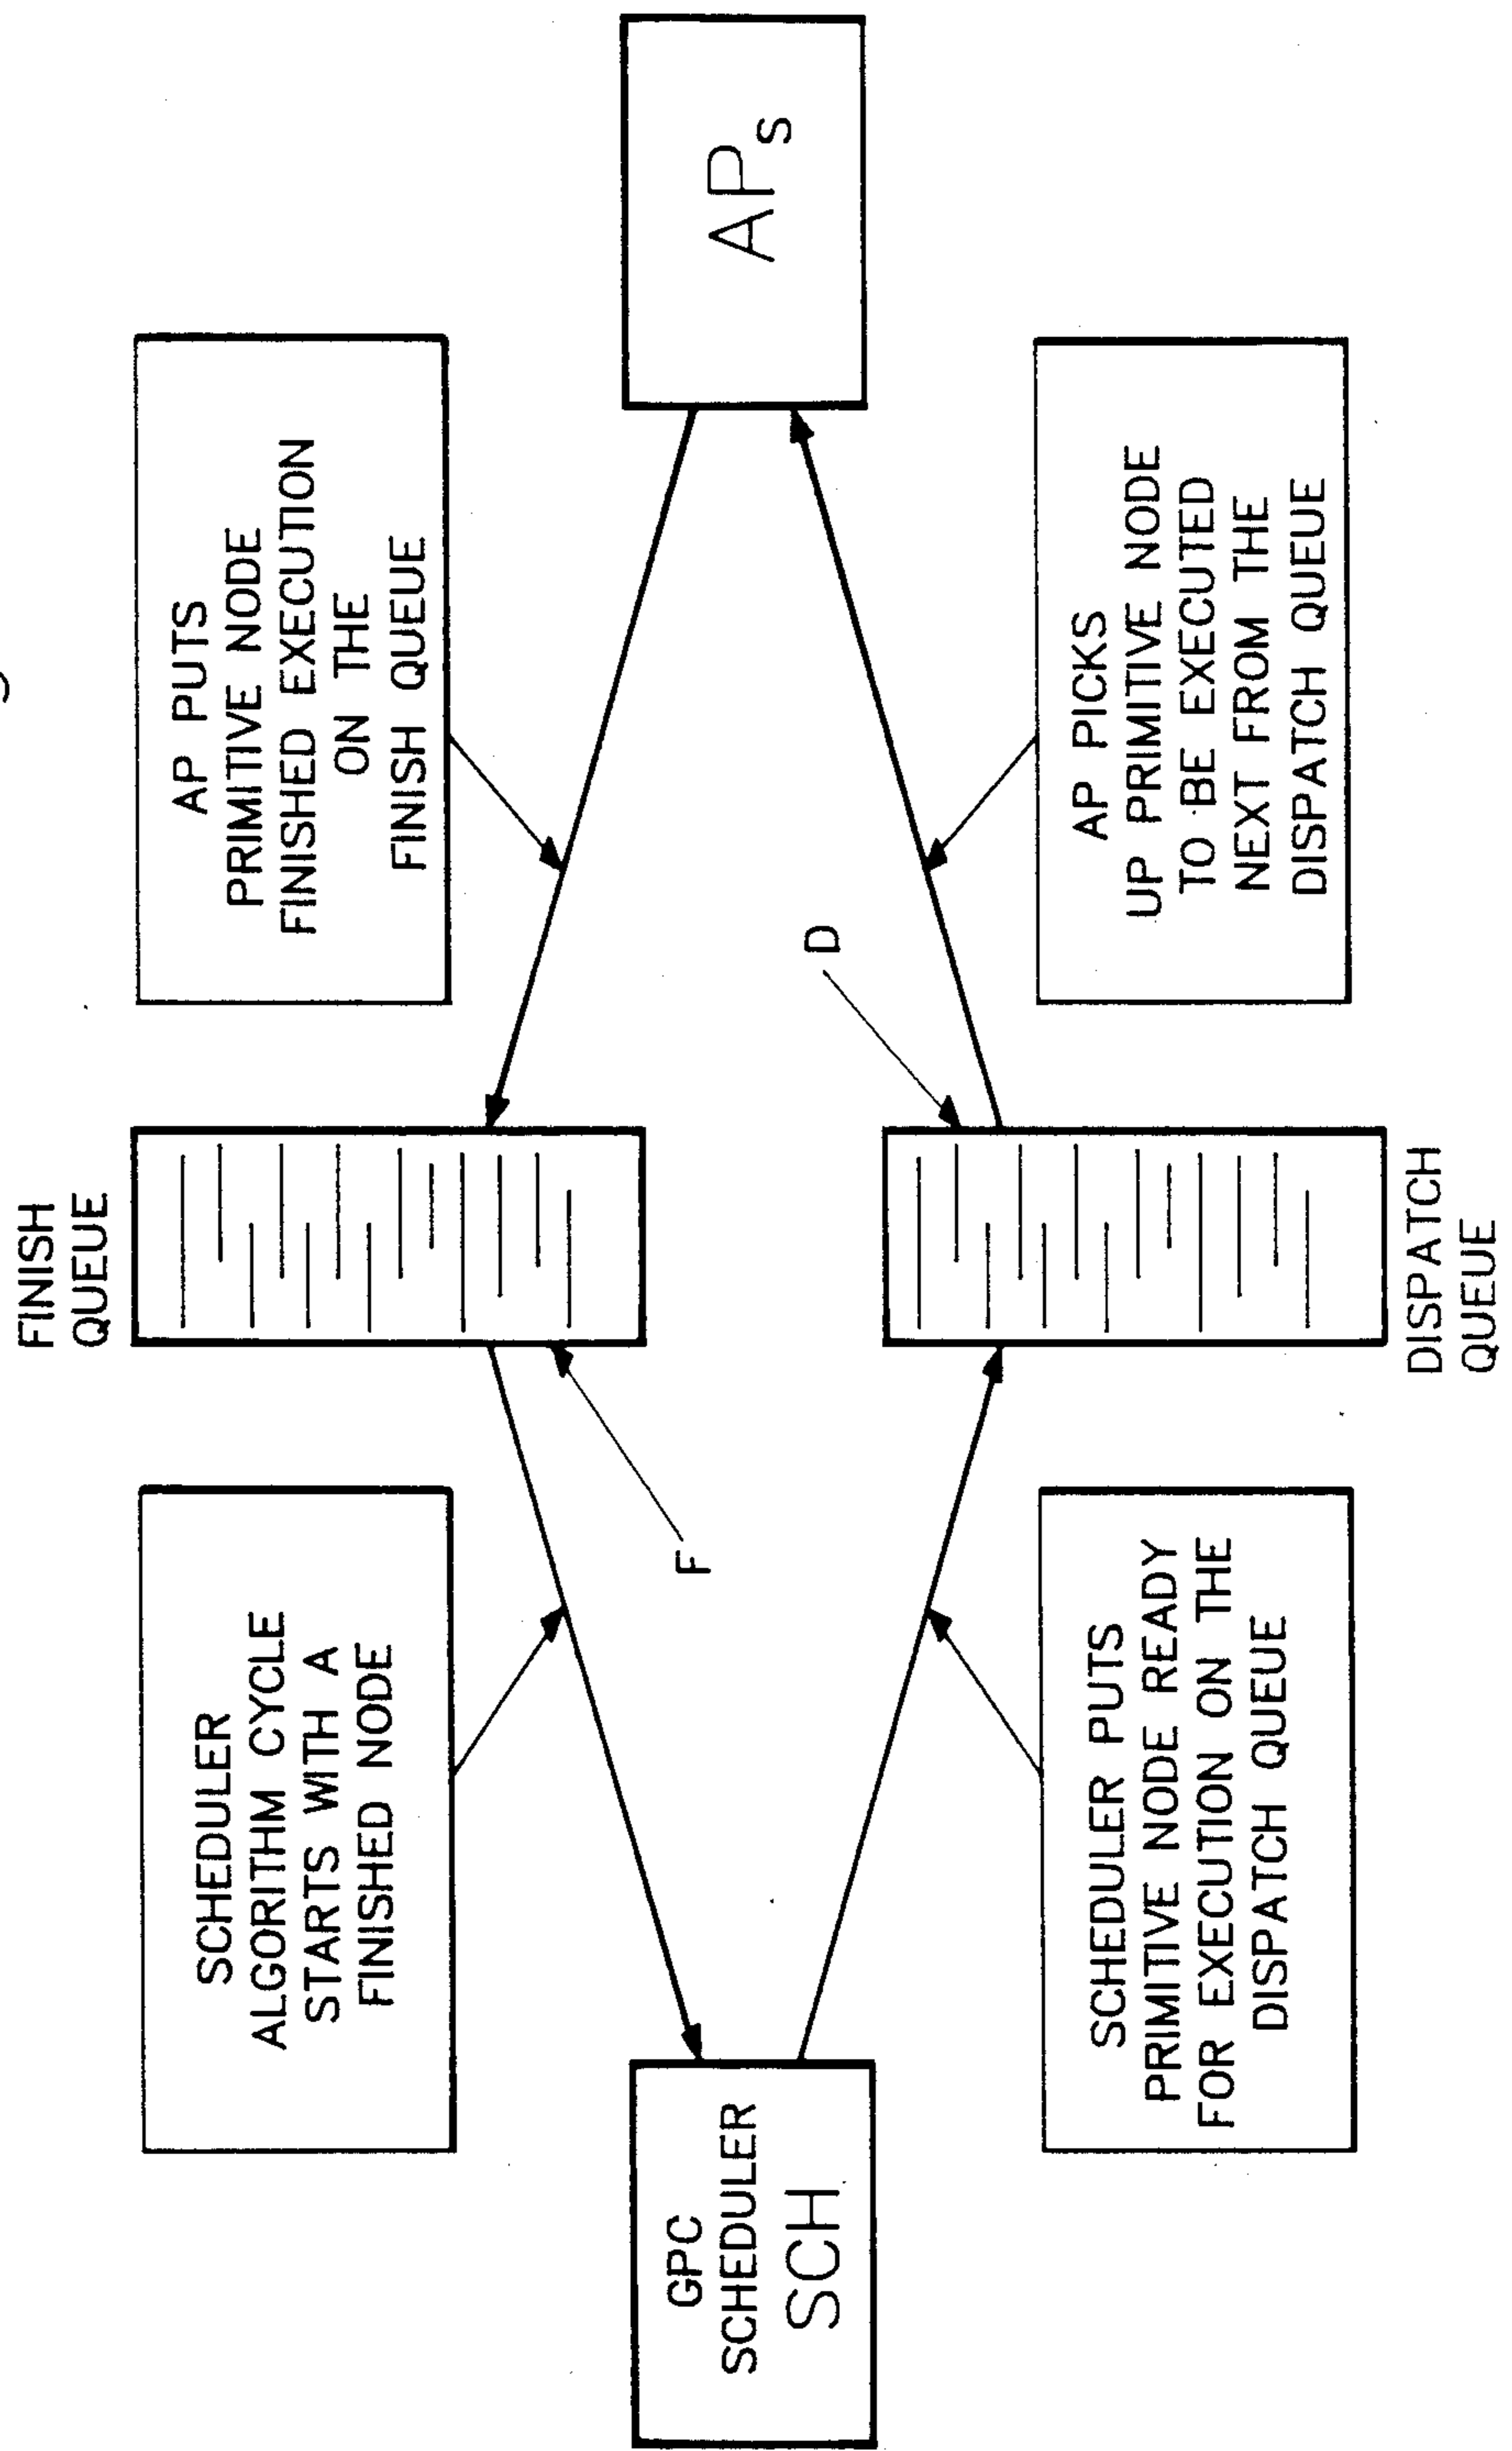 FINISH
QUEUE
SCHEDULER
ALGORITHM CYCLE
STARTS WITH A
FINISHED NODE
AP PUTS
PRIMITIVE NODE
FINISHED EXECUTION
ON THE
FINISH QUEUE
F
D
GPC
SCHEDULER
SCH
APs
SCHEDULER PUTS
PRIMITIVE NODE READY
FOR EXECUTION ON THE
DISPATCH QUEUE
AP PICKS
UP PRIMITIVE NODE
TO BE EXECUTED
NEXT FROM THE
DISPATCH QUEUE
DISPATCH
QUEUE